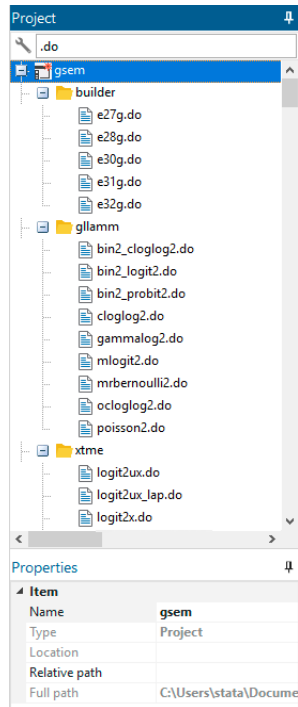 Project
.do
gsem
builder
e27g.do
e28g.do
e30g.do
e31g.do
e32g.do
gllamm
bin2_cloglog2.do
bin2_logit2.do
bin2_probit2.do
cloglog2.do
gammalog2.do
mlogit2.do
mrbernoulli2.do
ocloglog2.do
poisson2.do
xtme
logit2ux.do
logit2ux_lap.do
logit2x.do
Properties
Item
Name gsem
Type Project
Location
Relative path
Full path C:\Users\stata\Docume